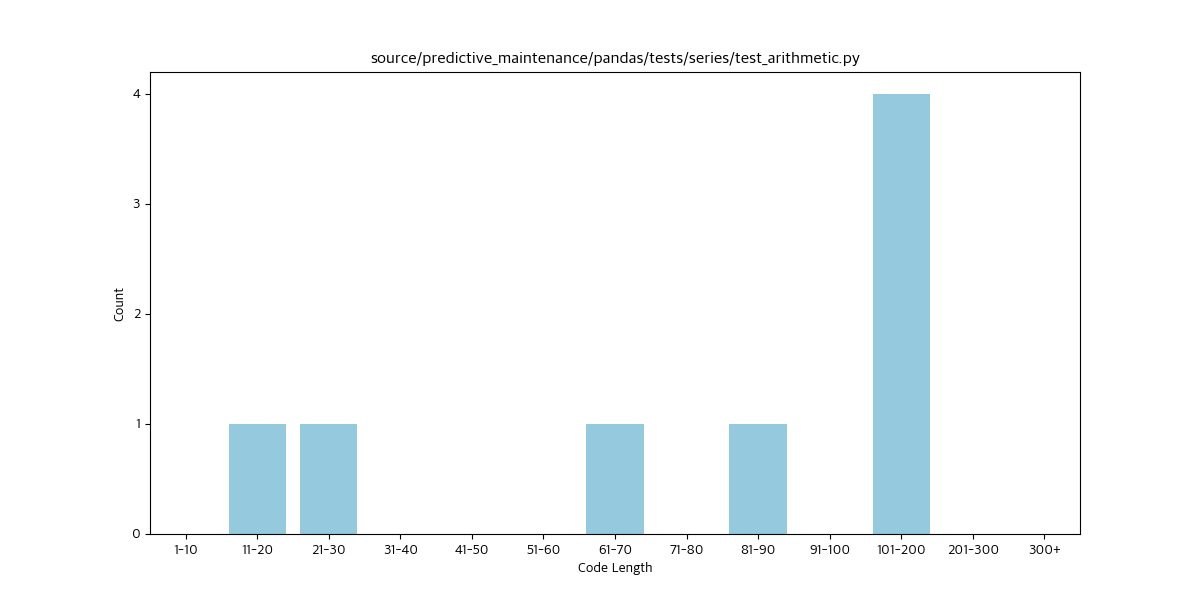 source/predictive_maintenance/pandas/tests/series/test_arithmetic.py
4
3
2
1
0
Count
1-10 11-20 21-30 31-40 41-50 51-60 61-70 71-80 81-90 91-100 101-200 201-300 300+
Code Length